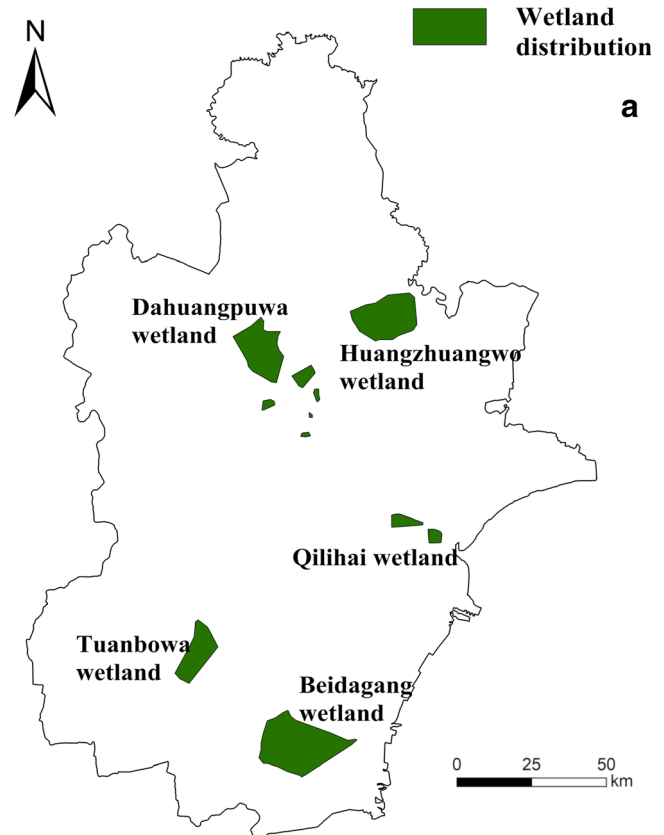 N
Wetland
distribution
a
Dahuangpuwa
wetland
Huangzhuangwo
wetland
Qilihai wetland
Tuanbowa
wetland
Beidagang
wetland
0 25 50
km